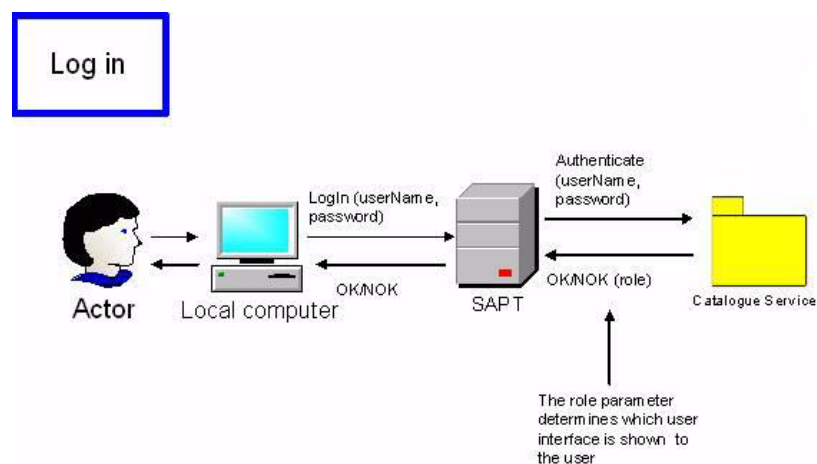 Log in
Authenticate
(userName,
password)
LogIn (userName,
password)
OK/NOK
OK/NOK (role)
Actor
Local computer
SAPT
Catalogue Service
The role parameter
determines which user
interface is shown to
the user